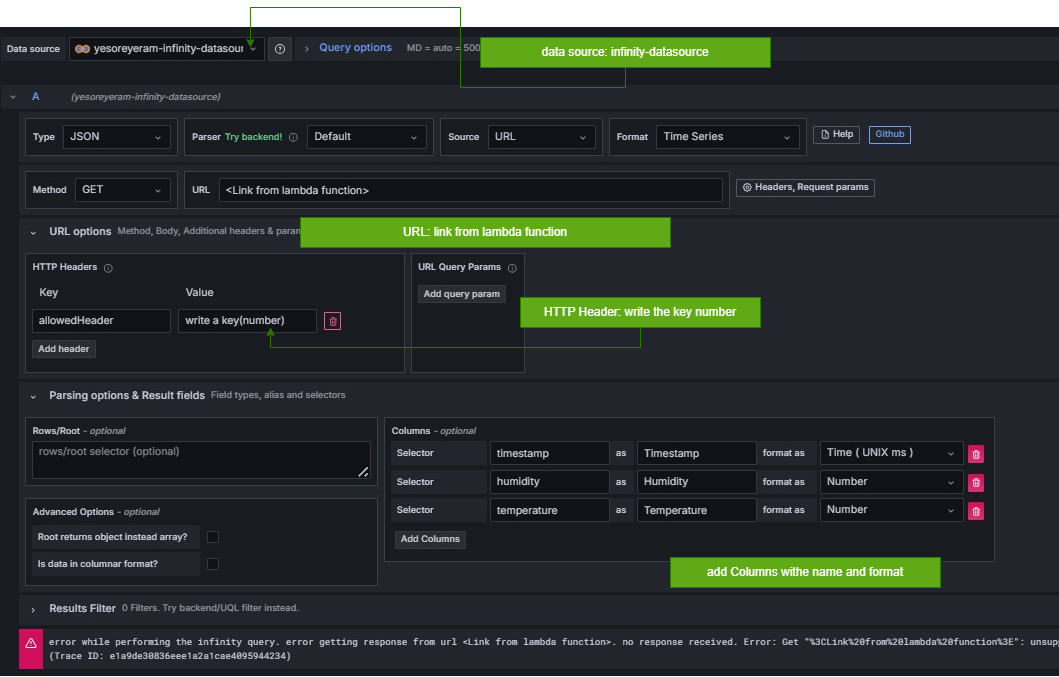 Data source yesoreyeram-infinity-datasour Query options MD = auto = 500 data source: infinity-datasource
A (yesoreyeram-infinity-datasource)
Type JSON Parser Try backend! Default Source URL Format Time Series Help Github
Method GET URL <Link from lambda function> Headers, Request params
URL options Method, Body, Additional headers & param URL: link from lambda function
HTTP Headers URL Query Params
Key Value Add query param
HTTP Header: write the key number
allowedHeader write a key(number)
Add header
Parsing options & Result fields Field types, alias and selectors
Rows/Root - optional
rows/root selector (optional)
Columns - optional
Selector timestamp as Timestamp format as Time ( UNIX ms )
Selector humidity as Humidity format as Number
Selector temperature as Temperature format as Number
Add Columns
Advanced Options - optional
Root returns object instead array?
Is data in columnar format?
add Columns withe name and format
Results Filter 0 Filters. Try backend/UQL filter instead.
error while performing the infinity query. error getting response from url <Link from lambda function>. no response received. Error: Get "%3CLink%20from%20lambda%20function%3E": unsup
(Trace ID: e1a9de30836eee1a2a1cae4095944234)